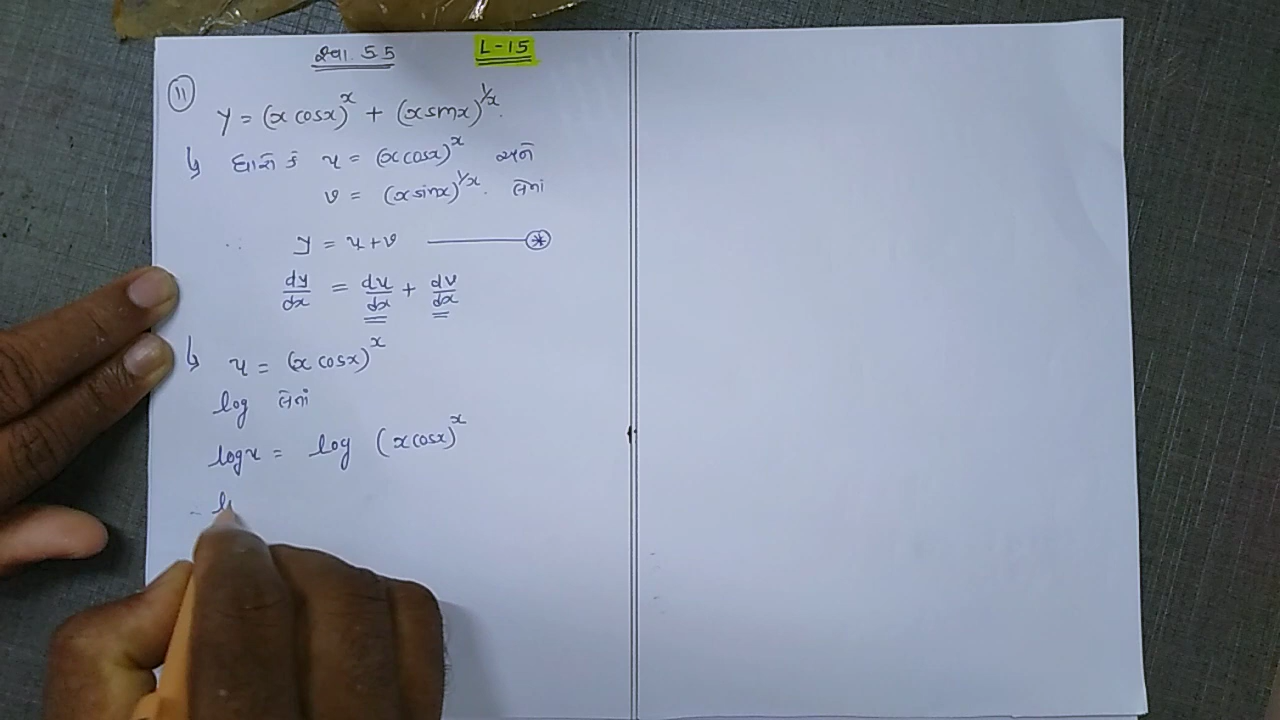 સ્વા. 5.5 L-15
(11) y = (x cosx)^x + (x sinx)^1/x.
↳ ધારો કે u = (x cosx)^x અને
v = (x sinx)^1/x. લેતાં
∴ y = u+v ——— (*)
dy/dx = du/dx + dv/dx
↳ u = (x cosx)^x
log લેતાં
logu = log (x cosx)^x